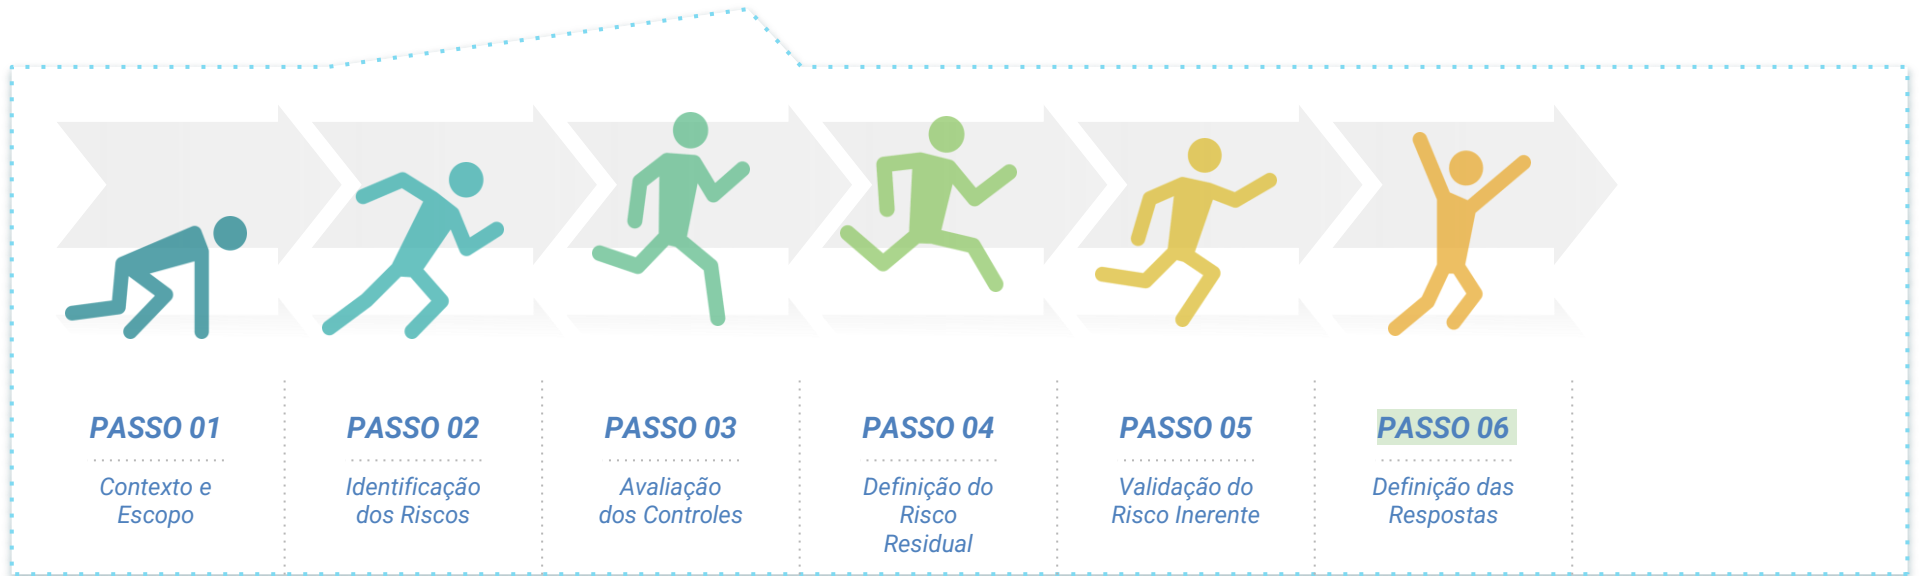 PASSO 01
Contexto e
Escopo
PASSO 02
Identificação
dos Riscos
PASSO 03
Avaliação
dos Controles
PASSO 04
Definição do
Risco
Residual
PASSO 05
Validação do
Risco Inerente
PASSO 06
Definição das
Respostas